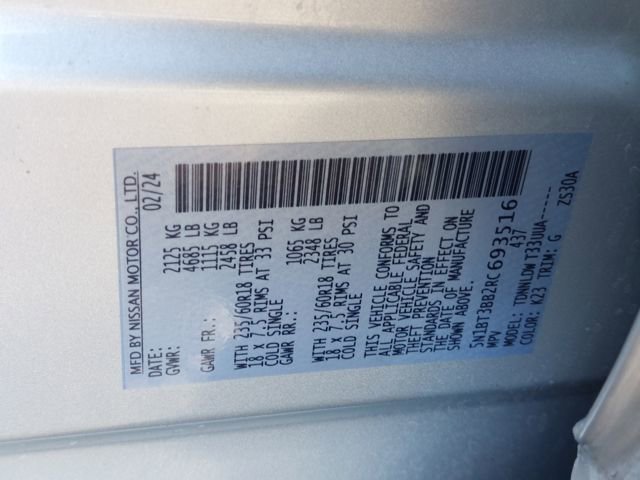 MFD BY NISSAN MOTOR CO., LTD.
DATE: 02/24
GVWR: 2125 KG
4685 LB
GAWR FR.: 1115 KG
2458 LB
WITH 235/60R18 TIRES
18 X 7.5 RIMS AT 33 PSI
COLD SINGLE
GAWR RR.: 1065 KG
2348 LB
WITH 235/60R18 TIRES
18 X 7.5 RIMS AT 30 PSI
COLD SINGLE
THIS VEHICLE CONFORMS TO
ALL APPLICABLE FEDERAL
MOTOR VEHICLE SAFETY AND
THEFT PREVENTION
STANDARDS IN EFFECT ON
THE DATE OF MANUFACTURE
SHOWN ABOVE.
5N1BT3BB2RC693516
MPV 437
MODEL: TDNNLDW T33UUA------
COLOR: K23 TRIM: G ZS30A